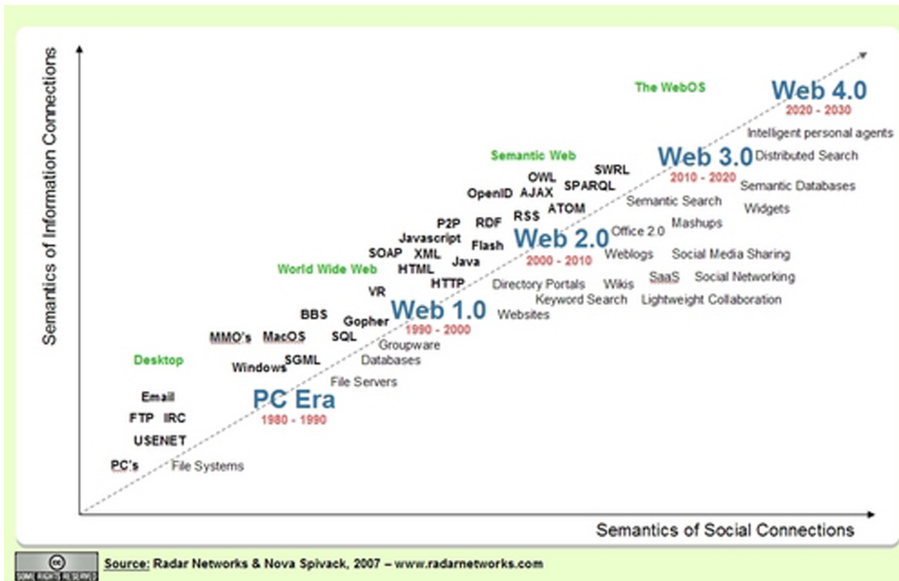 Semantics of Information Connections
The WebOS
Web 4.0
2020 - 2030
Intelligent personal agents
Semantic Web
Web 3.0
2010 - 2020
Distributed Search
SWRL
OWL
SPARQL
Semantic Databases
OpenID
AJAX
Semantic Search
Widgets
ATOM
RSS
P2P
RDF
Mashups
Javascript
Flash
Web 2.0
2000 - 2010
Office 2.0
SOAP
XML
Java
Weblogs
Social Media Sharing
World Wide Web
HTML
HTTP
Directory Portals
Wikis
SaaS
Social Networking
VR
Keyword Search
Lightweight Collaboration
Web 1.0
1990 - 2000
Websites
BBS
Gopher
MMO's
MacOS
SQL
Groupware
Desktop
SGML
Databases
Windows
File Servers
Email
PC Era
1980 - 1990
FTP IRC
USENET
PC's
File Systems
Semantics of Social Connections
cc
SOME RIGHTS RESERVED
Source: Radar Networks & Nova Spivack, 2007 – www.radarnetworks.com